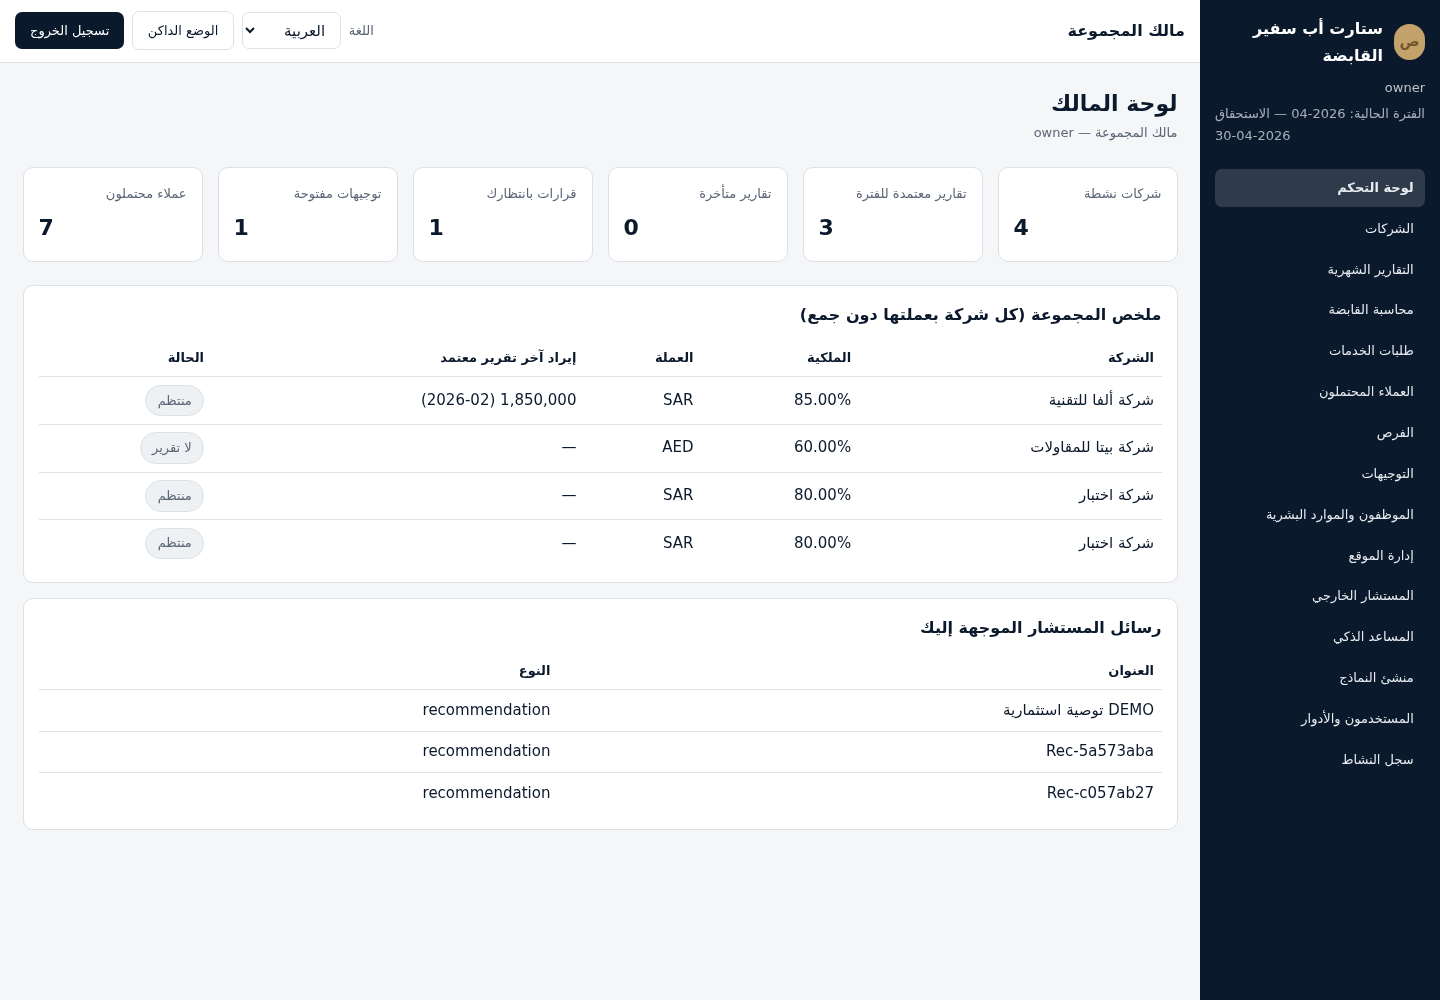 ص
ستارت أب سفير
القابضة
owner
الفترة الحالية: 2026-04 — الاستحقاق
30-04-2026
لوحة التحكم
الشركات
التقارير الشهرية
محاسبة القابضة
طلبات الخدمات
العملاء المحتملون
الفرص
التوجيهات
الموظفون والموارد البشرية
إدارة الموقع
المستشار الخارجي
المساعد الذكي
منشئ النماذج
المستخدمون والأدوار
سجل النشاط
مالك المجموعة
اللغة
العربية
الوضع الداكن
تسجيل الخروج
لوحة المالك
مالك المجموعة — owner
شركات نشطة
4
تقارير معتمدة للفترة
3
تقارير متأخرة
0
قرارات بانتظارك
1
توجيهات مفتوحة
1
عملاء محتملون
7
ملخص المجموعة (كل شركة بعملتها دون جمع)
الشركة الملكية العملة إيراد آخر تقرير معتمد الحالة
شركة ألفا للتقنية 85.00% SAR 1,850,000 (2026-02) منتظم
شركة بيتا للمقاولات 60.00% AED — لا تقرير
شركة اختبار 80.00% SAR — منتظم
شركة اختبار 80.00% SAR — منتظم
رسائل المستشار الموجهة إليك
العنوان النوع
DEMO توصية استثمارية recommendation
Rec-5a573aba recommendation
Rec-c057ab27 recommendation